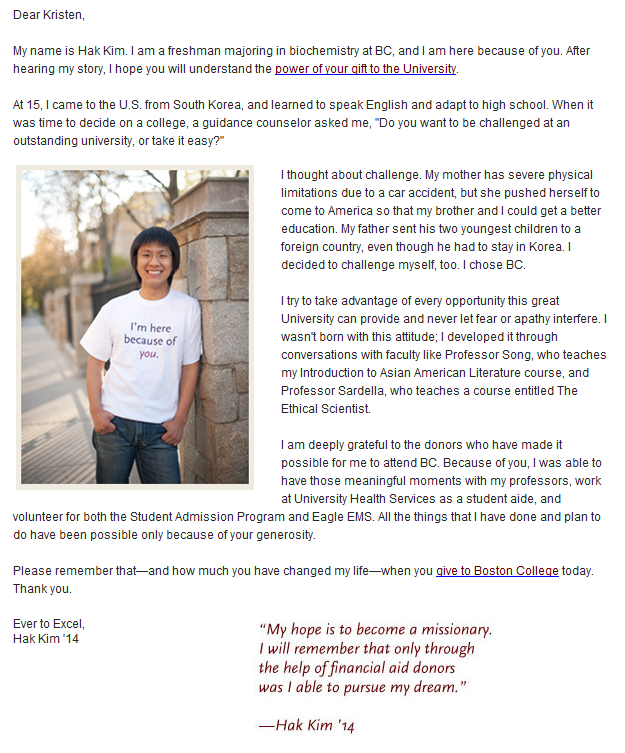 Dear Kristen,
My name is Hak Kim. I am a freshman majoring in biochemistry at BC, and I am here because of you. After
hearing my story, I hope you will understand the power of your gift to the University.
At 15, I came to the U.S. from South Korea, and learned to speak English and adapt to high school. When it
was time to decide on a college, a guidance counselor asked me, "Do you want to be challenged at an
outstanding university, or take it easy?"
I thought about challenge. My mother has severe physical
limitations due to a car accident, but she pushed herself to
come to America so that my brother and I could get a better
education. My father sent his two youngest children to a
foreign country, even though he had to stay in Korea. I
decided to challenge myself, too. I chose BC.
I'm here
because of
you.
I try to take advantage of every opportunity this great
University can provide and never let fear or apathy interfere. I
wasn't born with this attitude; I developed it through
conversations with faculty like Professor Song, who teaches
my Introduction to Asian American Literature course, and
Professor Sardella, who teaches a course entitled The
Ethical Scientist.
I am deeply grateful to the donors who have made it
possible for me to attend BC. Because of you, I was able to
have those meaningful moments with my professors, work
at University Health Services as a student aide, and
volunteer for both the Student Admission Program and Eagle EMS. All the things that I have done and plan to
do have been possible only because of your generosity.
Please remember that—and how much you have changed my life—when you give to Boston College today.
Thank you.
Ever to Excel,
Hak Kim '14
“My hope is to become a missionary.
I will remember that only through
the help of financial aid donors
was I able to pursue my dream.”
—Hak Kim ’14